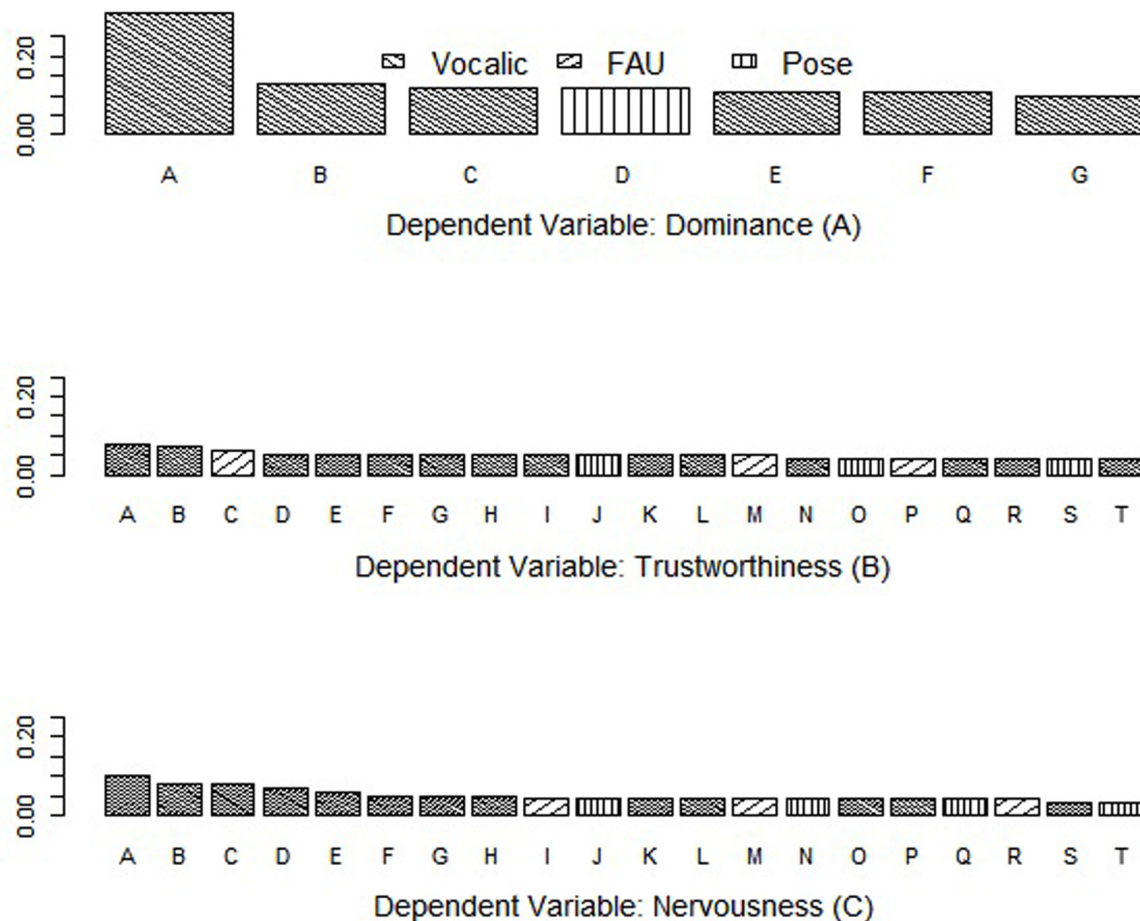 0.20
0.00
Vocalic FAU Pose
A B C D E F G
Dependent Variable: Dominance (A)
0.20
0.00
A B C D E F G H I J K L M N O P Q R S T
Dependent Variable: Trustworthiness (B)
0.20
0.00
A B C D E F G H I J K L M N O P Q R S T
Dependent Variable: Nervousness (C)